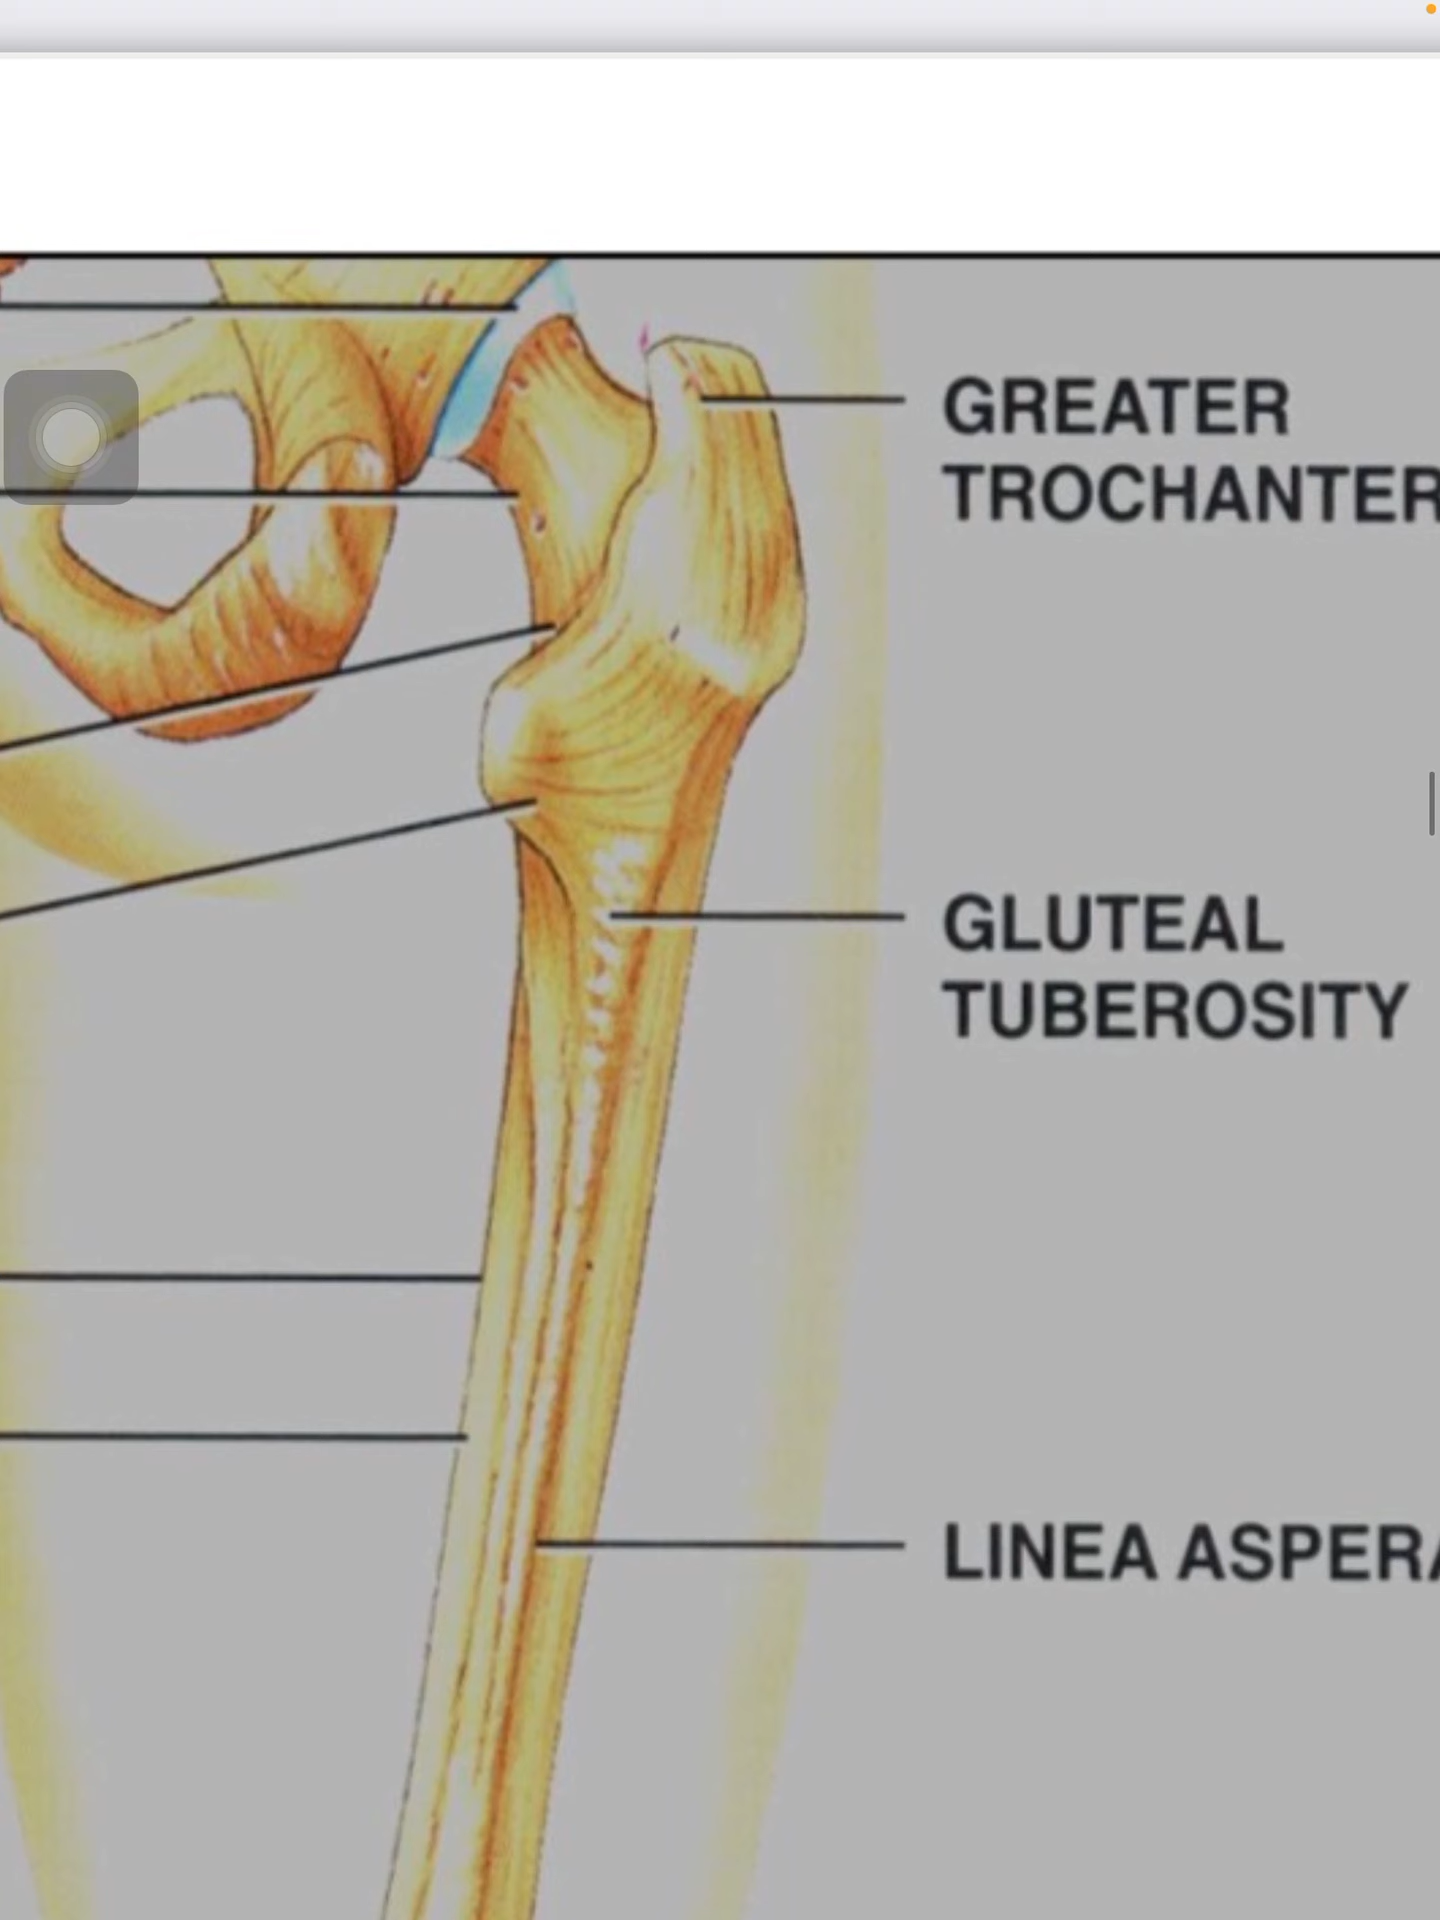 GREATER
TROCHANTER
GLUTEAL
TUBEROSITY
LINEA ASPERA